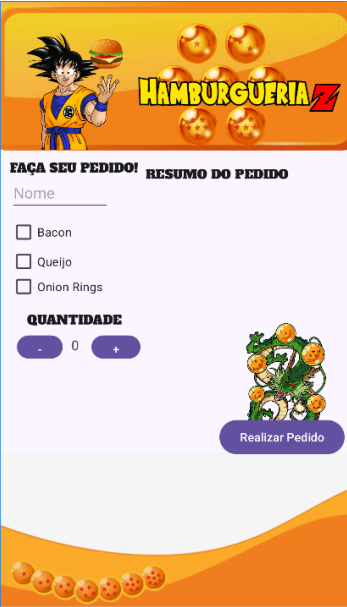 HAMBURGUERIA Z
FAÇA SEU PEDIDO!
RESUMO DO PEDIDO
Nome
Bacon
Queijo
Onion Rings
QUANTIDADE
- 0 +
Realizar Pedido